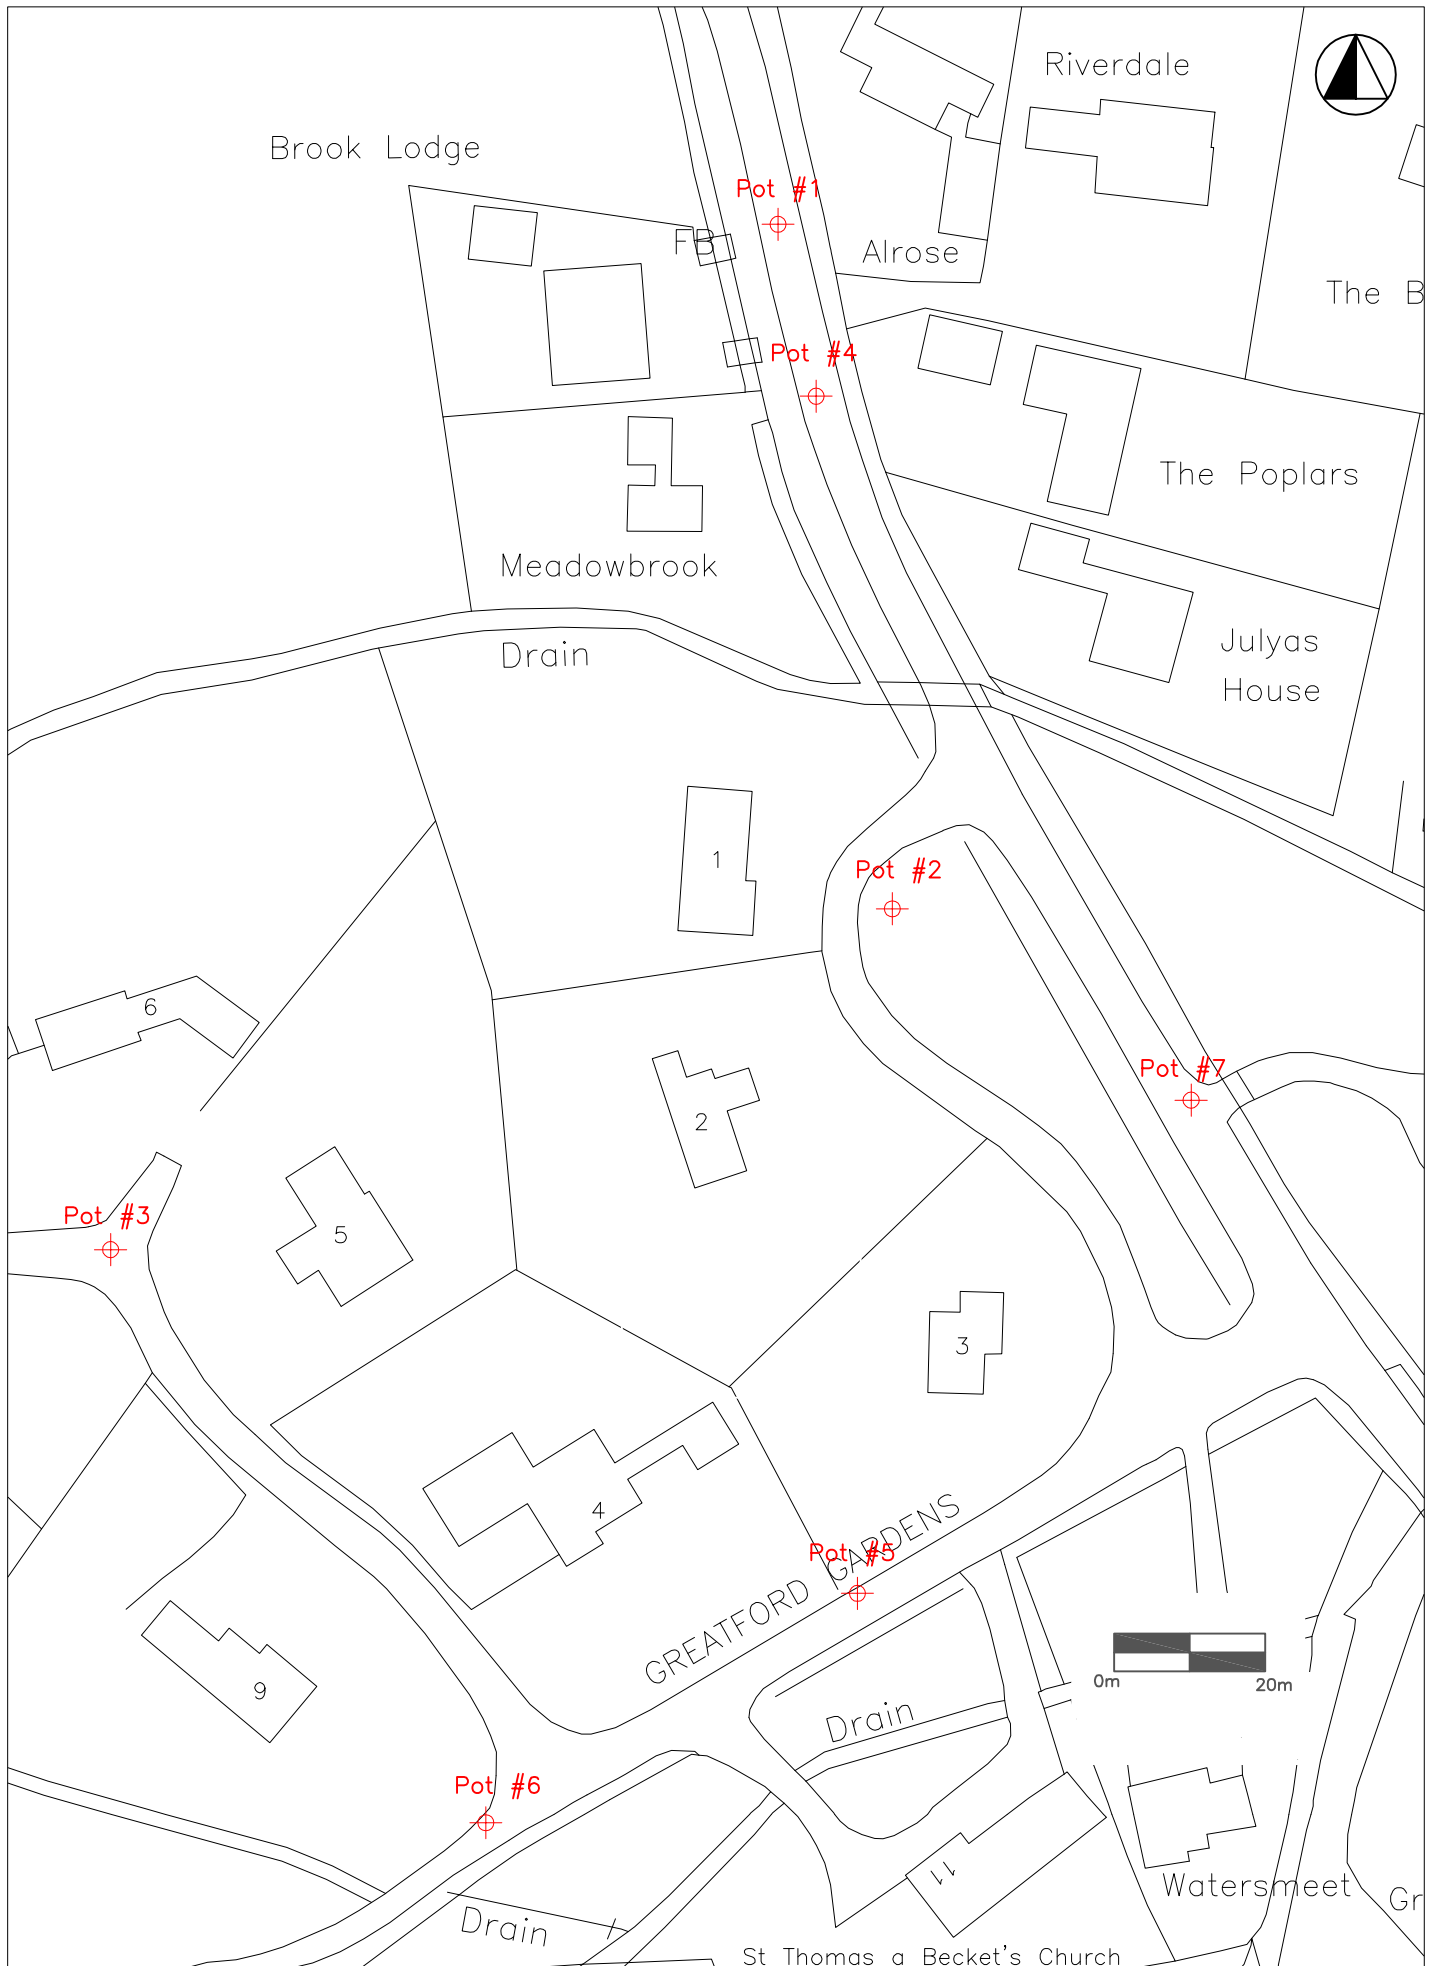 Riverdale
Brook Lodge
Pot #1
FB
Alrose
The B
Pot #4
The Poplars
Meadowbrook
Julyas
House
Drain
1
Pot #2
6
Pot #7
2
Pot #3
5
3
4
GREATFORD GARDENS
Pot #5
0m
20m
9
Drain
Pot #6
11
Watersmeet
Gr
Drain
St Thomas a Becket's Church